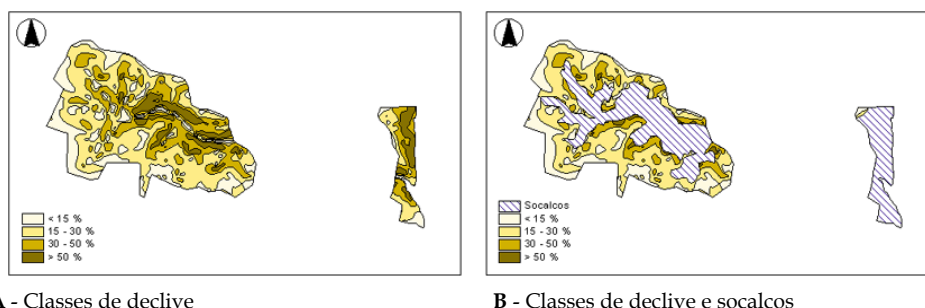 < 15 %
15 - 30 %
30 - 50 %
> 50 %
Socalcos
< 15 %
15 - 30 %
30 - 50 %
> 50 %
- Classes de declive
B - Classes de declive e socalcos